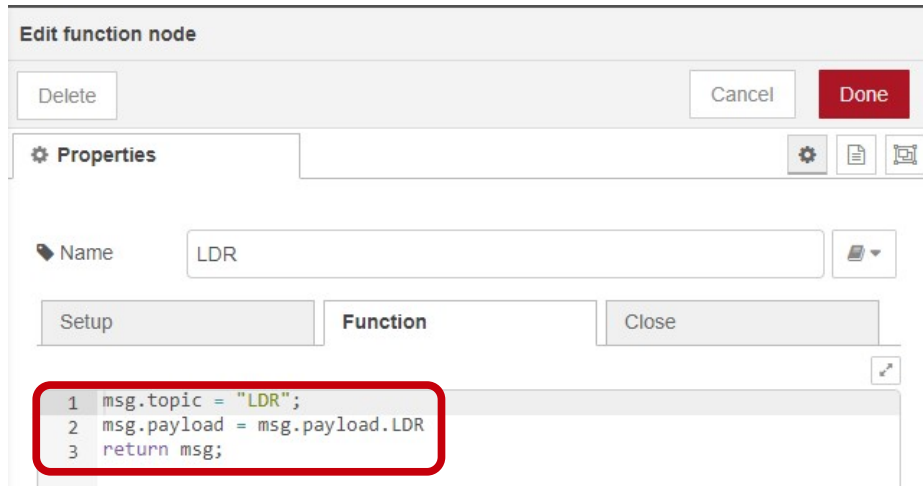 Edit function node
Delete
Cancel
Done
Properties
Name
LDR
Setup
Function
Close
1 msg.topic = "LDR";
2 msg.payload = msg.payload.LDR
3 return msg;